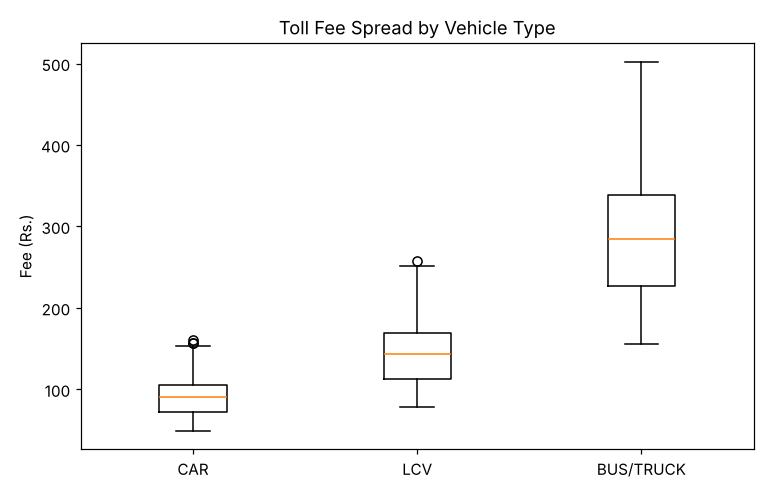 Toll Fee Spread by Vehicle Type
Fee (Rs.)
500
400
300
200
100
CAR LCV BUS/TRUCK